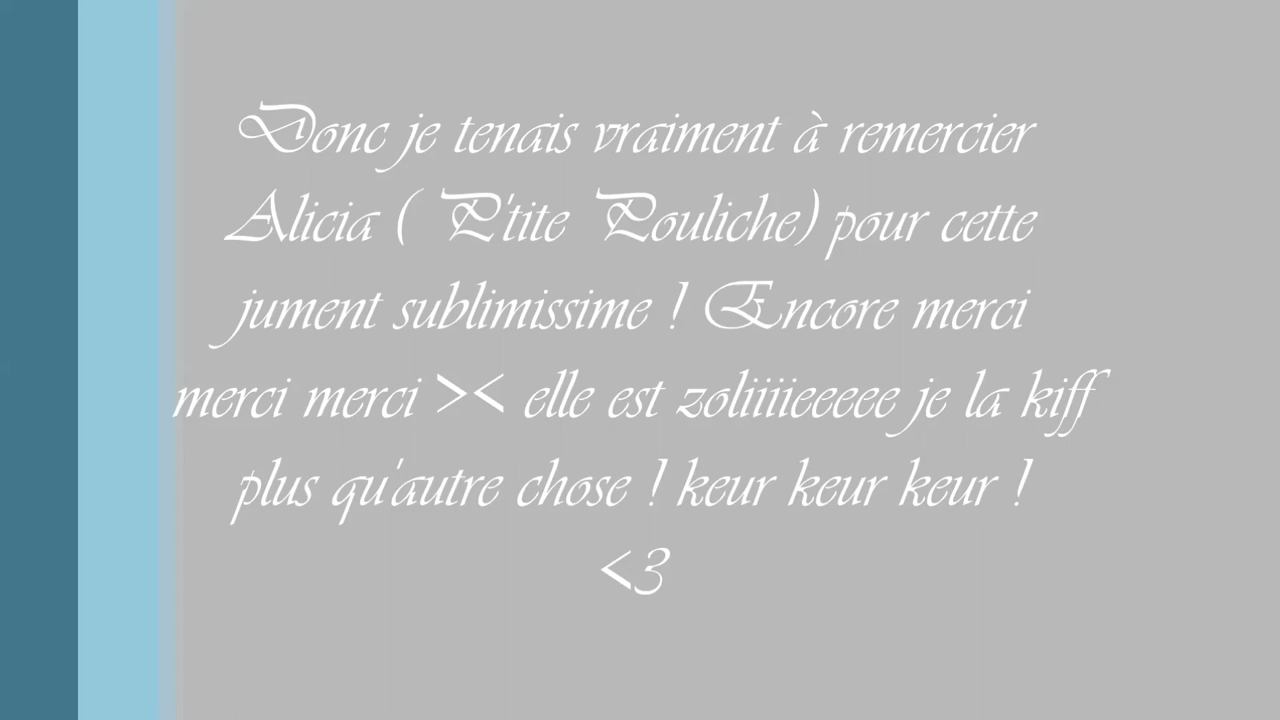 Donc je tenais vraiment à remercier
Alicia ( P'tite Pouliche) pour cette
jument sublimissime ! Encore merci
merci merci >< elle est zoliiiieeeee je la kiff
plus qu'autre chose ! keur keur keur !
<3